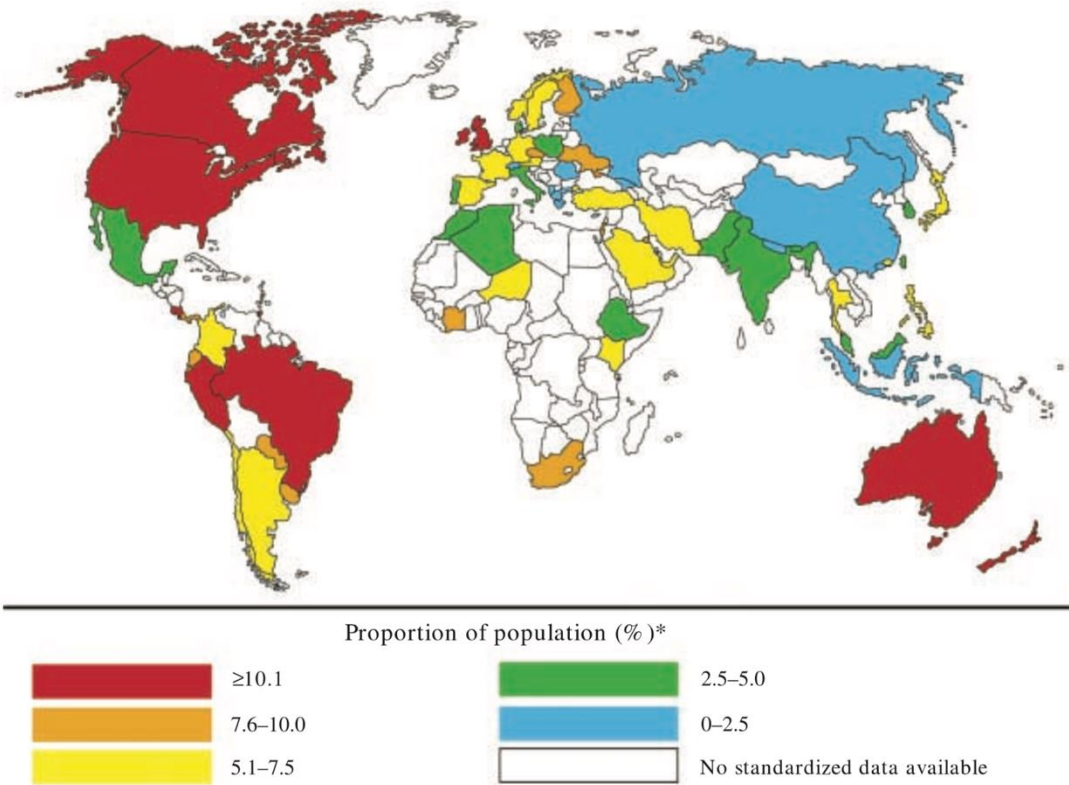 Proportion of population (%)*
≥10.1
7.6–10.0
5.1–7.5
2.5–5.0
0–2.5
No standardized data available